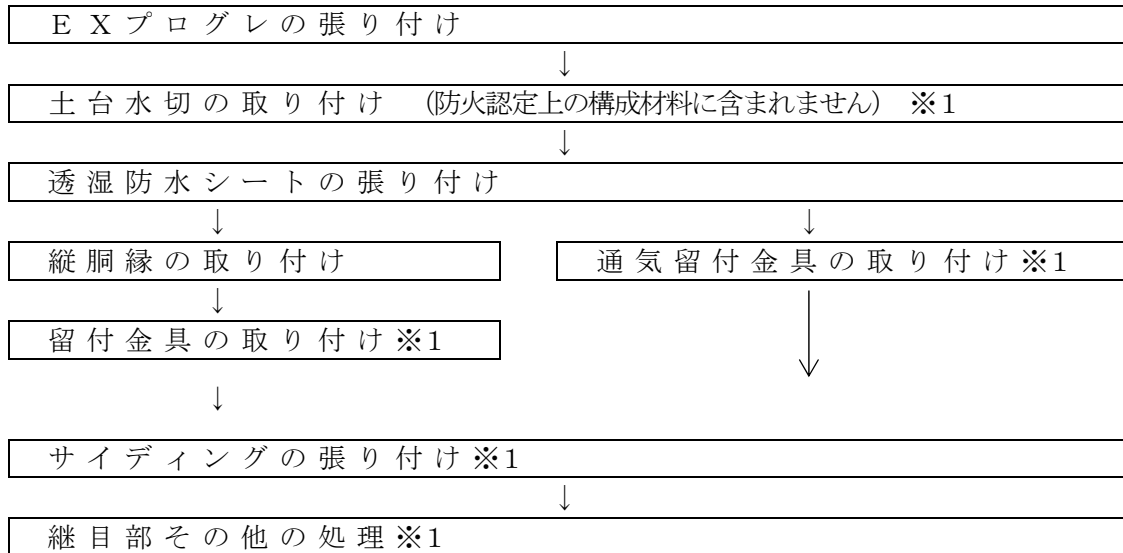 EXプログレの張り付け
↓
土台水切の取り付け (防火認定上の構成材料に含まれません) ※1
↓
透湿防水シートの張り付け
↓ ↓
縦胴縁の取り付け 通気留付金具の取り付け※1
↓
留付金具の取り付け※1
↓
サイディングの張り付け※1
↓
継目部その他の処理※1